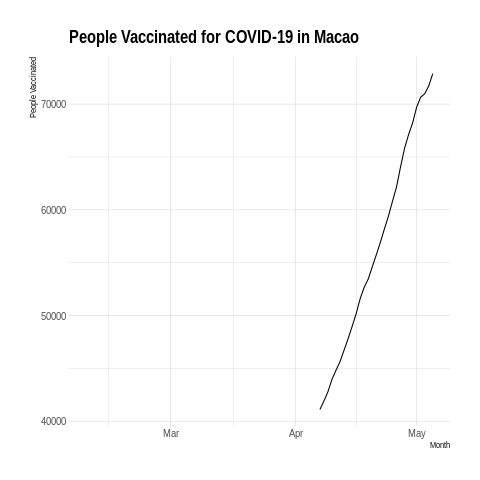 People Vaccinated for COVID-19 in Macao
People Vaccinated
70000
60000
50000
40000
Mar
Apr
May
Month